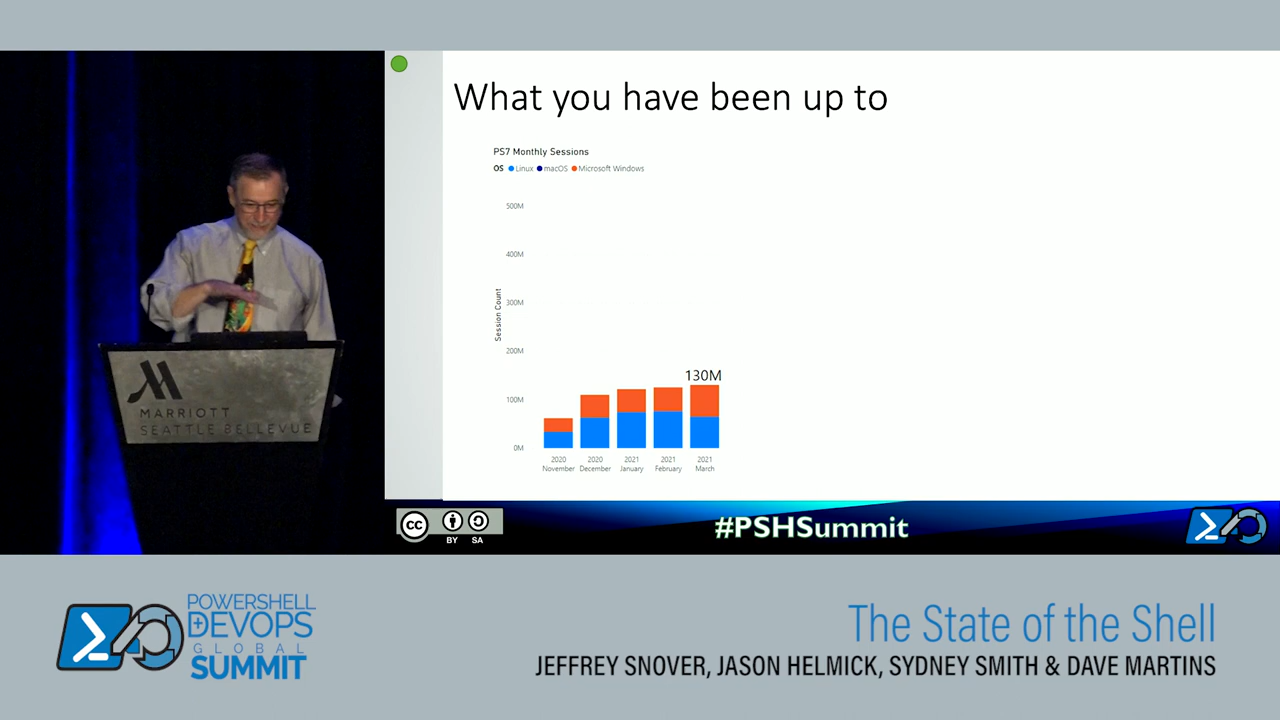 What you have been up to
PS7 Monthly Sessions
OS Linux macOS Microsoft Windows
500M
400M
300M
200M
100M
0M
Session Count
130M
2020 November
2020 December
2021 January
2021 February
2021 March
MARRIOTT
SEATTLE BELLEVUE
cc
BY SA
#PSHSummit
POWERSHELL
+DEVOPS
GLOBAL
SUMMIT
The State of the Shell
JEFFREY SNOVER, JASON HELMICK, SYDNEY SMITH & DAVE MARTINS